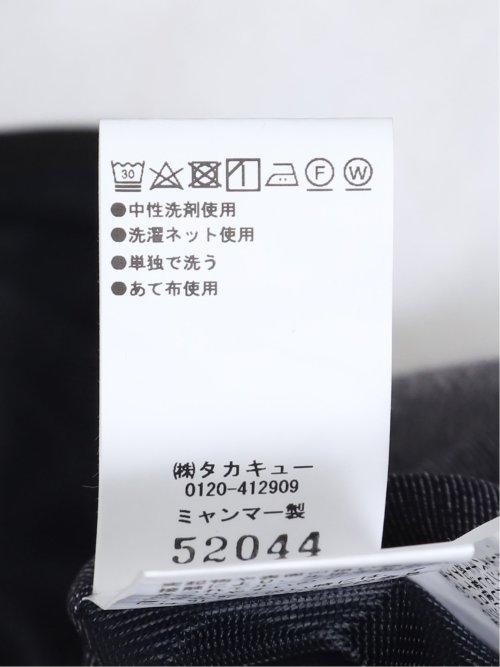 30 F W
●中性洗剤使用
●洗濯ネット使用
●単独で洗う
●あて布使用
㈱タカキュー
0120-412909
ミャンマー製
52044